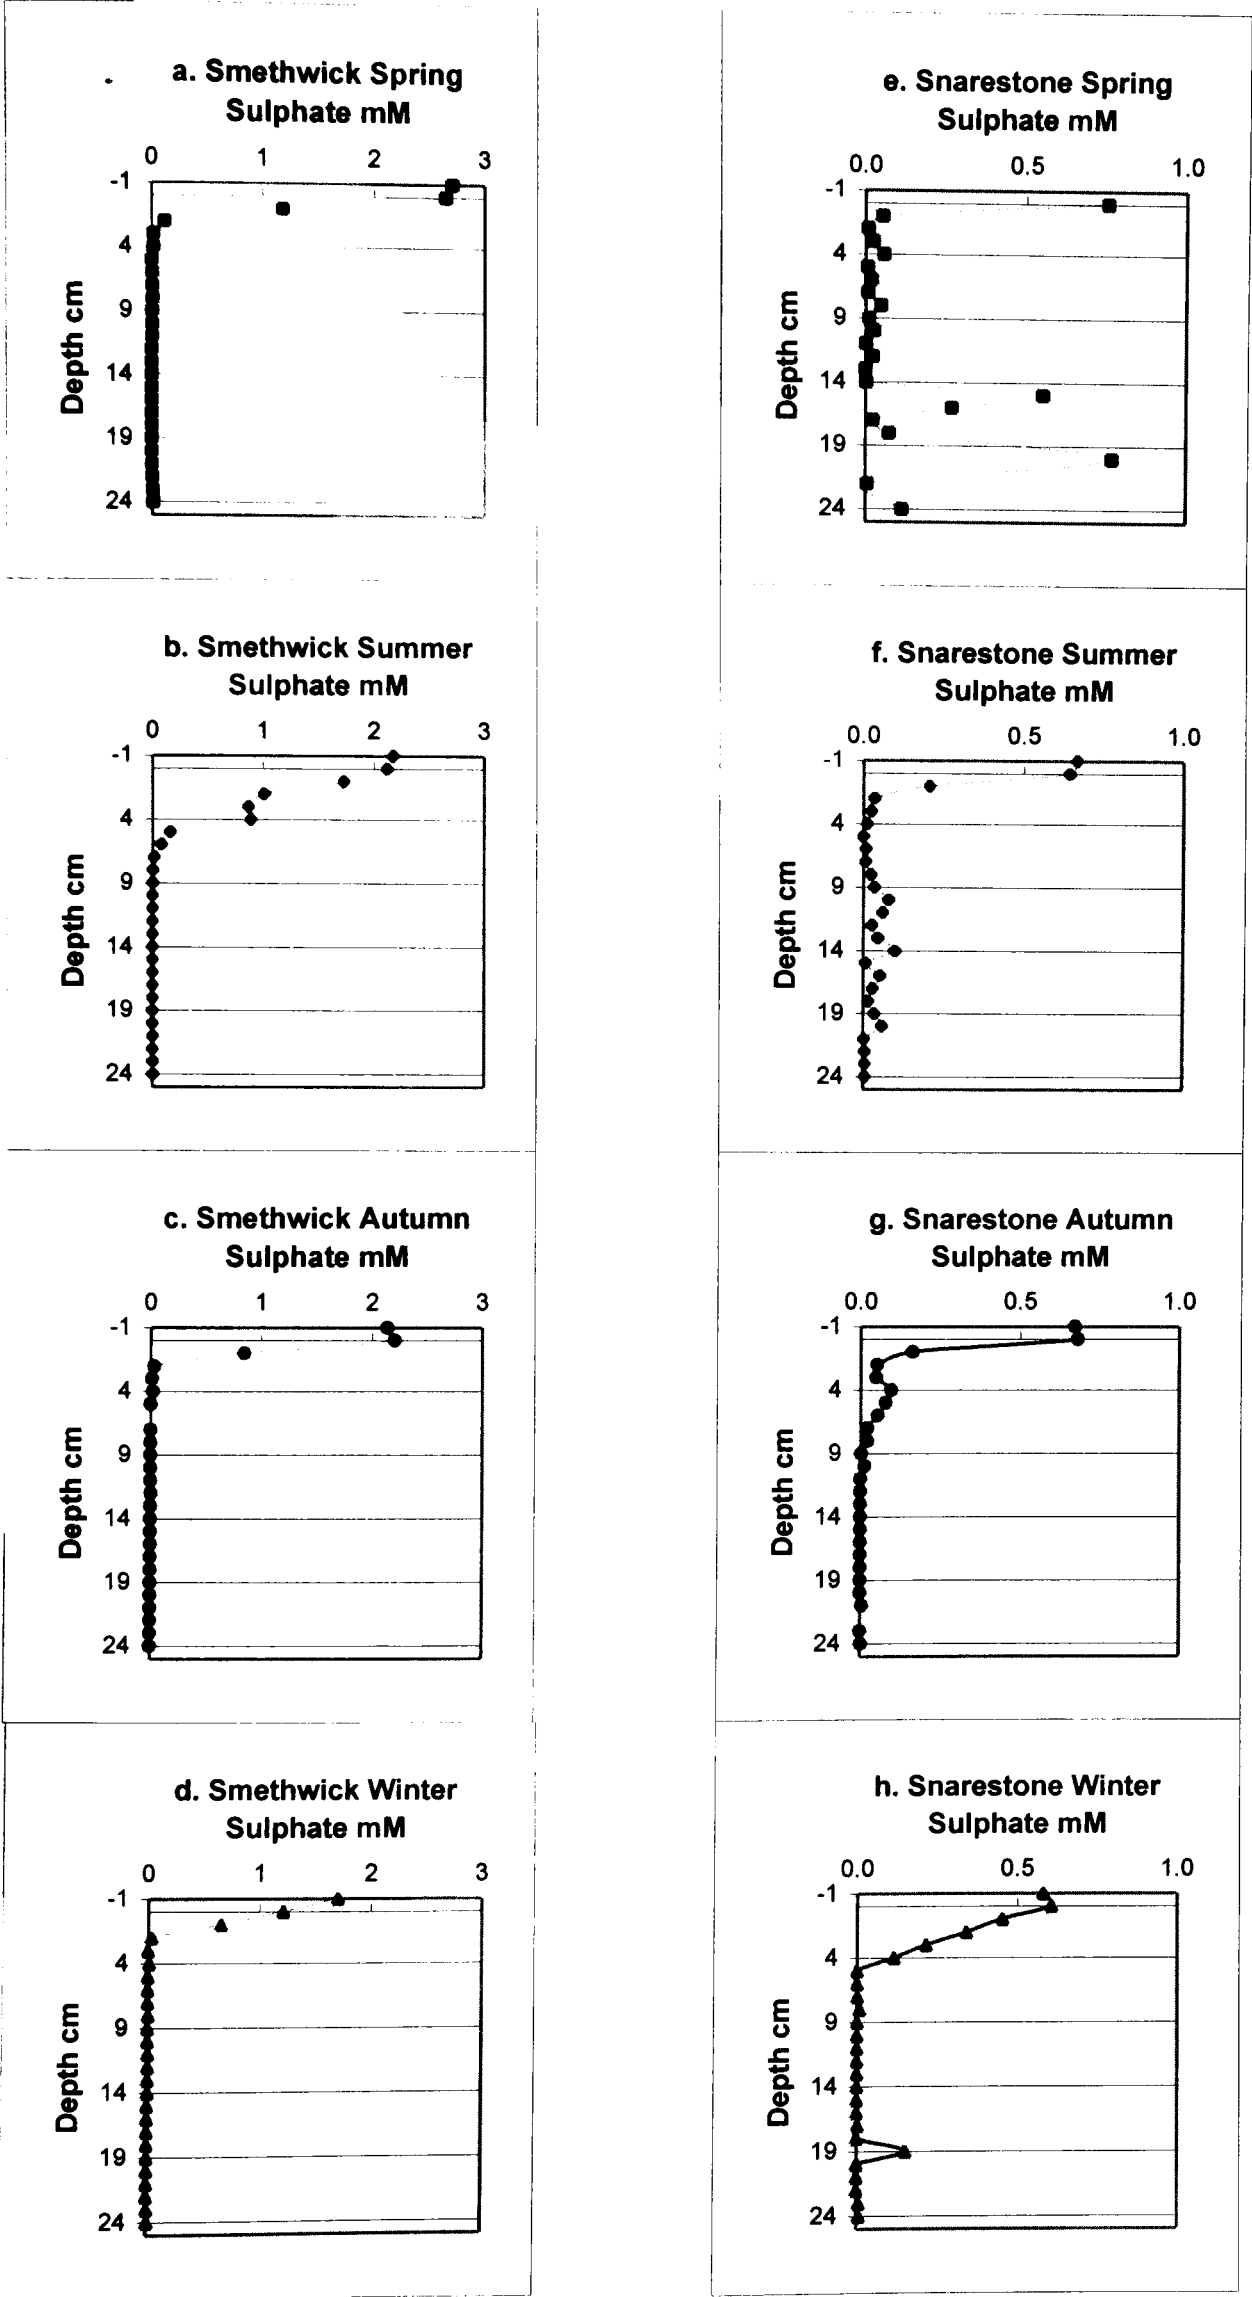 a. Smethwick Spring
Sulphate mM
0 1 2 3
-1
4
9
14
19
24
Depth cm
e. Snarestone Spring
Sulphate mM
0.0 0.5 1.0
-1
4
9
14
19
24
Depth cm
b. Smethwick Summer
Sulphate mM
0 1 2 3
-1
4
9
14
19
24
Depth cm
f. Snarestone Summer
Sulphate mM
0.0 0.5 1.0
-1
4
9
14
19
24
Depth cm
c. Smethwick Autumn
Sulphate mM
0 1 2 3
-1
4
9
14
19
24
Depth cm
g. Snarestone Autumn
Sulphate mM
0.0 0.5 1.0
-1
4
9
14
19
24
Depth cm
d. Smethwick Winter
Sulphate mM
0 1 2 3
-1
4
9
14
19
24
Depth cm
h. Snarestone Winter
Sulphate mM
0.0 0.5 1.0
-1
4
9
14
19
24
Depth cm